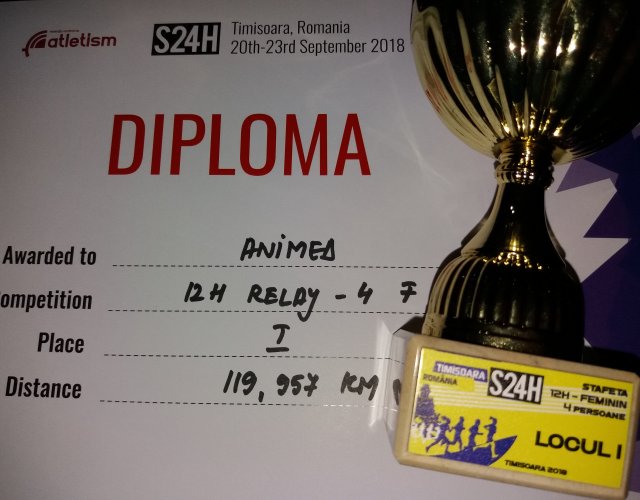 atletism
S24H
Timisoara, Romania
20th-23rd September 2018
DIPLOMA
Awarded to ANIMED
ompetition 12H RELAY - 4 F
Place I
Distance 119,957 KM
TIMISOARA
ROMÂNIA
S24H
STAFETA
12H - FEMININ
4 PERSOANE
LOCUL I
TIMISOARA 2018